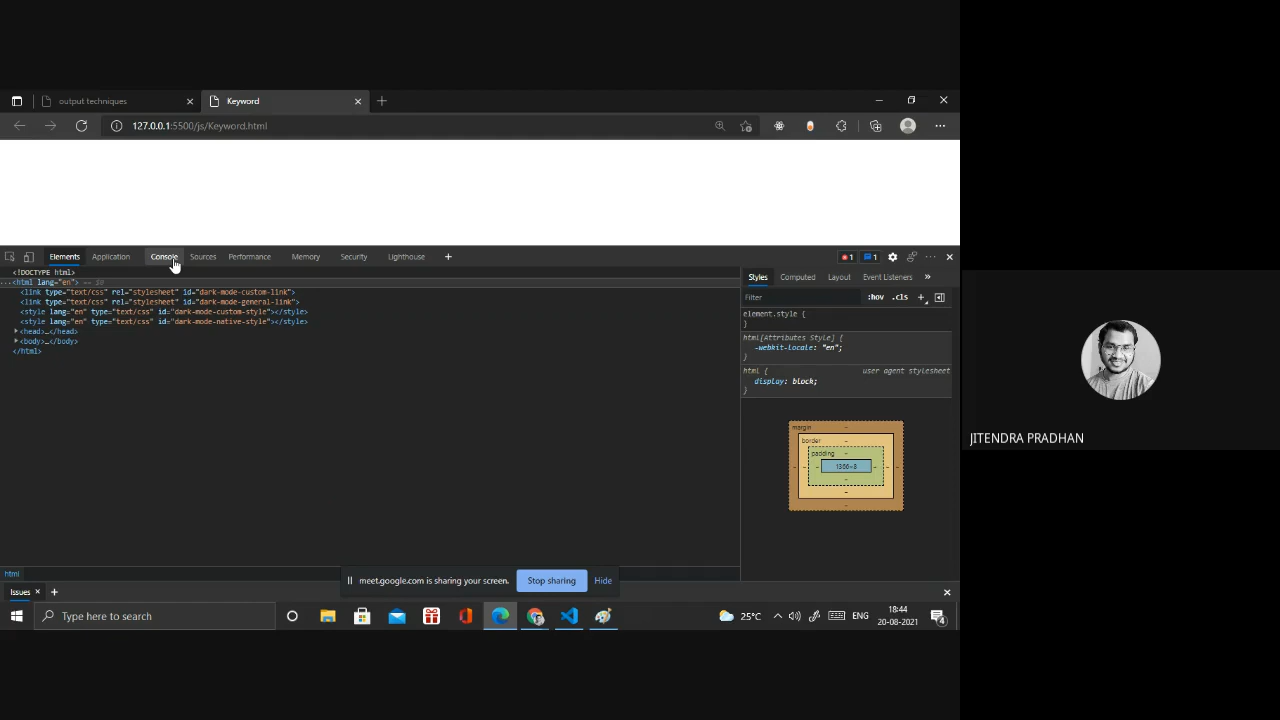 output techniques
Keyword
127.0.0.1:5500/js/Keyword.html
Elements Application Console Sources Performance Memory Security Lighthouse
1 1
<!DOCTYPE html>
...<html lang="en"> == $0
<link type="text/css" rel="stylesheet" id="dark-mode-custom-link">
<link type="text/css" rel="stylesheet" id="dark-mode-general-link">
<style lang="en" type="text/css" id="dark-mode-custom-style"></style>
<style lang="en" type="text/css" id="dark-mode-native-style"></style>
<head>…</head>
<body>…</body>
</html>
Styles Computed Layout Event Listeners
Filter :hov .cls
element.style {
}
html[Attributes Style] {
-webkit-locale: "en";
}
html { user agent stylesheet
display: block;
}
margin –
border –
padding –
–
–
–
html
meet.google.com is sharing your screen. Stop sharing Hide
Issues
Type here to search
25°C ENG 18:44
20-08-2021
4
JITENDRA PRADHAN